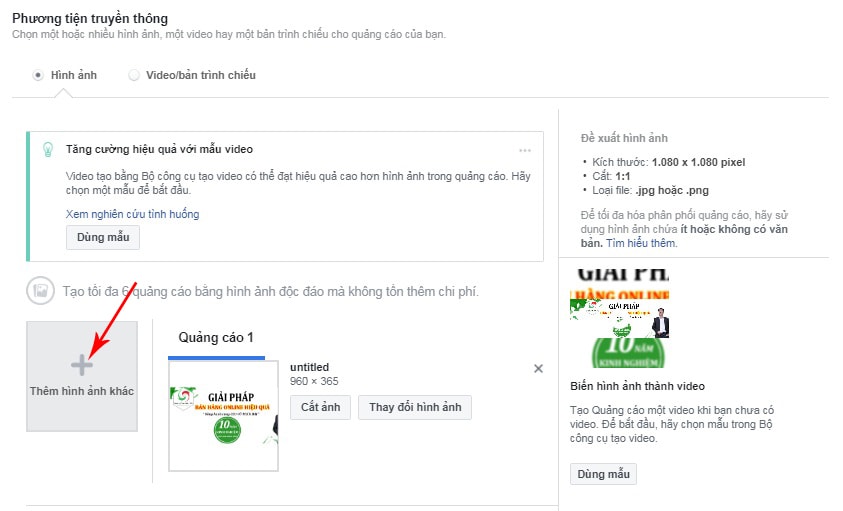 Phương tiện truyền thông
Chọn một hoặc nhiều hình ảnh, một video hay một bản trình chiếu cho quảng cáo của bạn.
Hình ảnh
Video/bản trình chiếu
Tăng cường hiệu quả với mẫu video
Video tạo bằng Bộ công cụ tạo video có thể đạt hiệu quả cao hơn hình ảnh trong quảng cáo. Hãy
chọn một mẫu để bắt đầu.
Xem nghiên cứu tình huống
Dùng mẫu
Tạo tối đa 6 quảng cáo bằng hình ảnh độc đáo mà không tốn thêm chi phí.
Thêm hình ảnh khác
Quảng cáo 1
GIẢI PHÁP
BÁN HÀNG ONLINE HIỆU QUẢ
10 NĂM
untitled
960 × 365
Cắt ảnh
Thay đổi hình ảnh
Đề xuất hình ảnh
• Kích thước: 1.080 x 1.080 pixel
• Cắt: 1:1
• Loại file: .jpg hoặc .png
Để tối đa hóa phân phối quảng cáo, hãy sử
dụng hình ảnh chứa ít hoặc không có văn
bản. Tìm hiểu thêm.
GIẢI PH
HÀNG ONLINE
GIẢI PHÁP
10 NĂM
KINH NGHIỆM
Biến hình ảnh thành video
Tạo Quảng cáo một video khi bạn chưa có
video. Để bắt đầu, hãy chọn mẫu trong Bộ
công cụ tạo video.
Dùng mẫu